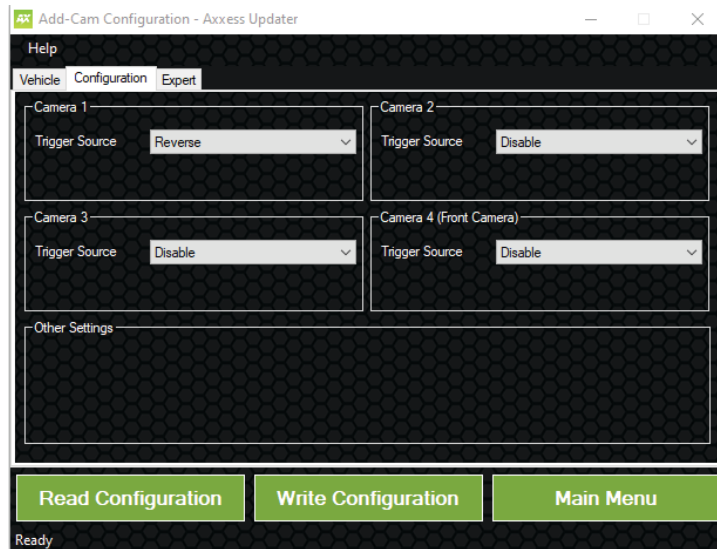 AX Add-Cam Configuration - Axxess Updater
Help
Vehicle Configuration Expert
Camera 1
Trigger Source Reverse
Camera 2
Trigger Source Disable
Camera 3
Trigger Source Disable
Camera 4 (Front Camera)
Trigger Source Disable
Other Settings
Read Configuration Write Configuration Main Menu
Ready